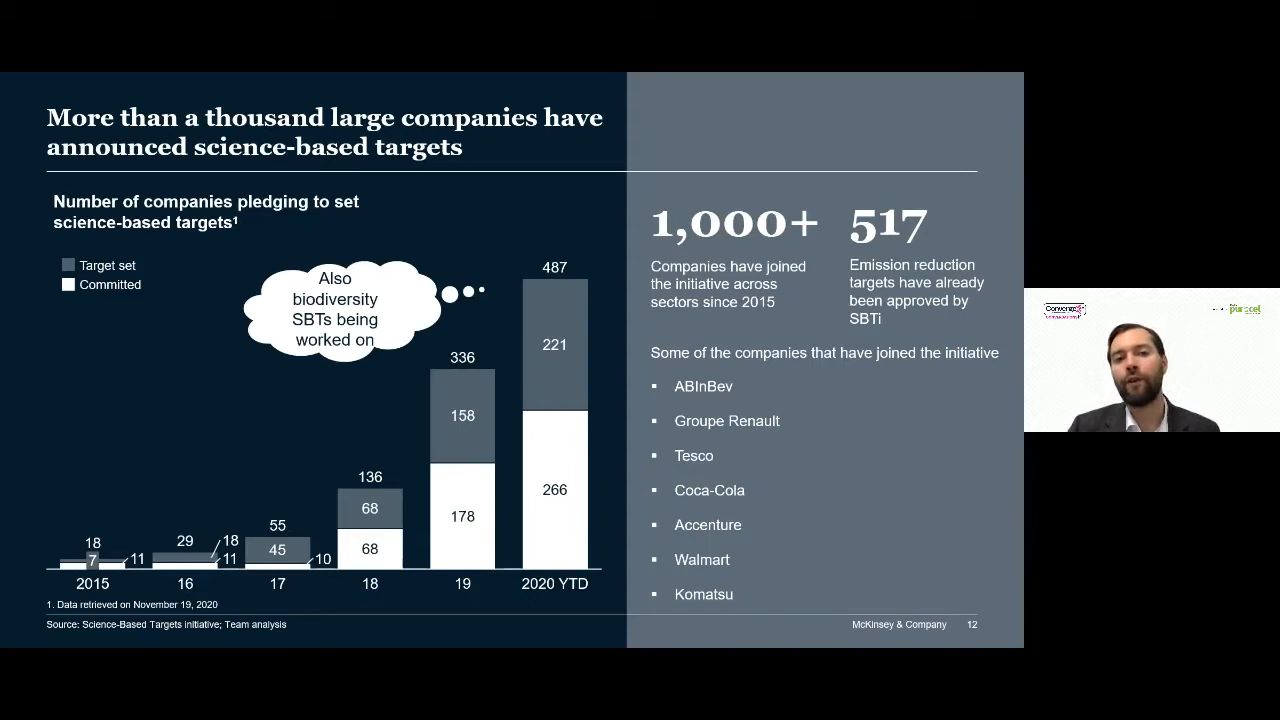 More than a thousand large companies have
announced science-based targets
Number of companies pledging to set
science-based targets¹
Target set
Committed
Also
biodiversity
SBTs being
worked on
18
7
11
29
18
11
55
45
10
136
68
68
336
158
178
487
221
266
2015
16
17
18
19
2020 YTD
1. Data retrieved on November 19, 2020
Source: Science-Based Targets initiative; Team analysis
1,000+
Companies have joined
the initiative across
sectors since 2015
517
Emission reduction
targets have already
been approved by
SBTi
Some of the companies that have joined the initiative
▪ ABInBev
▪ Groupe Renault
▪ Tesco
▪ Coca-Cola
▪ Accenture
▪ Walmart
▪ Komatsu
McKinsey & Company 12